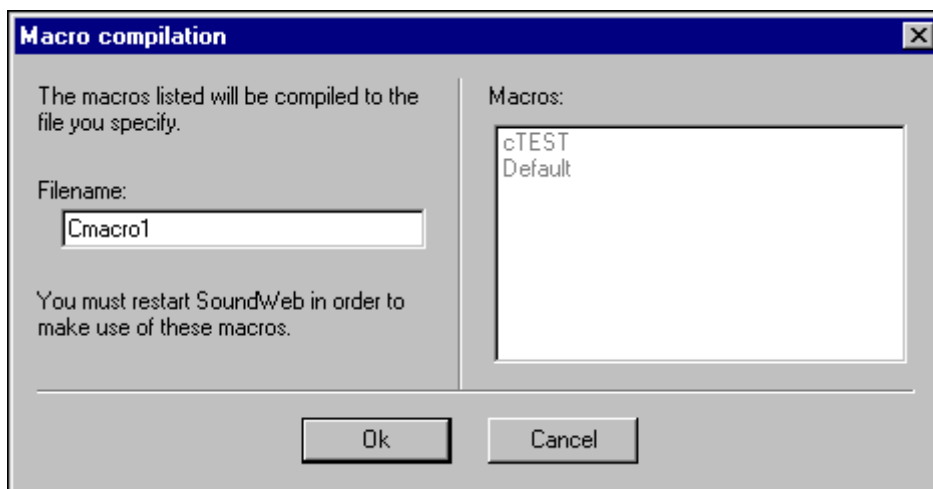 Macro compilation
The macros listed will be compiled to the
file you specify.
Filename:
Cmacro1
You must restart SoundWeb in order to
make use of these macros.
Macros:
cTEST
Default
Ok
Cancel